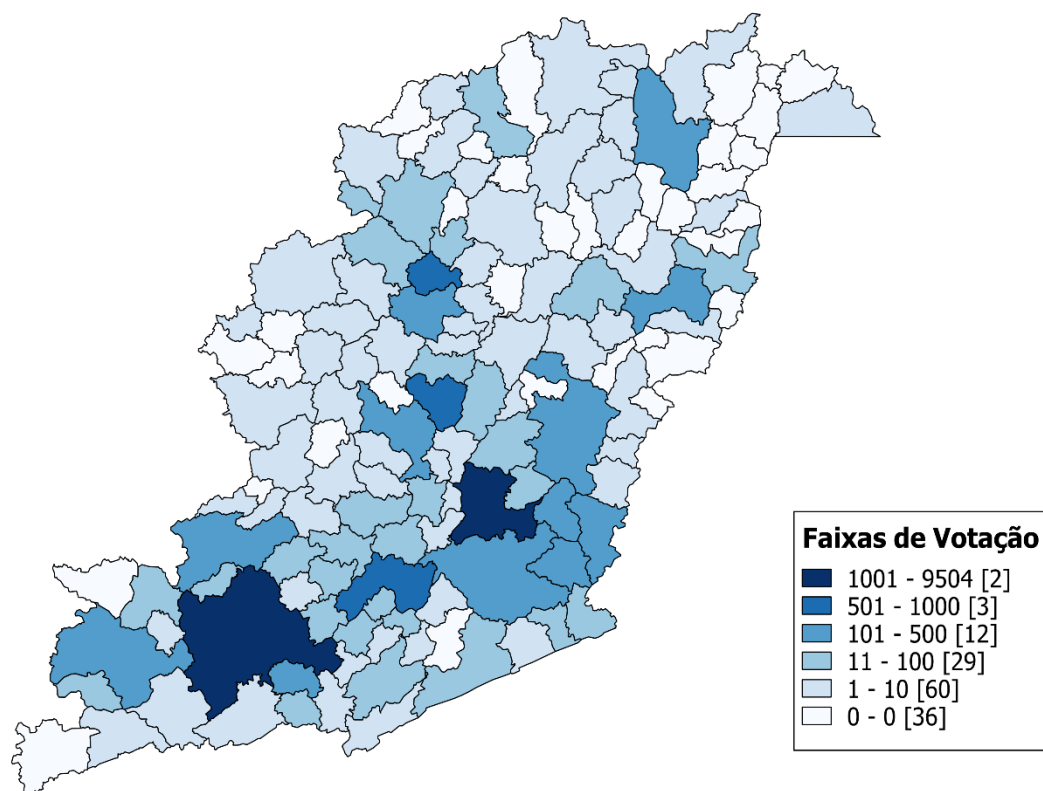 Faixas de Votação
1001 - 9504 [2]
501 - 1000 [3]
101 - 500 [12]
11 - 100 [29]
1 - 10 [60]
0 - 0 [36]